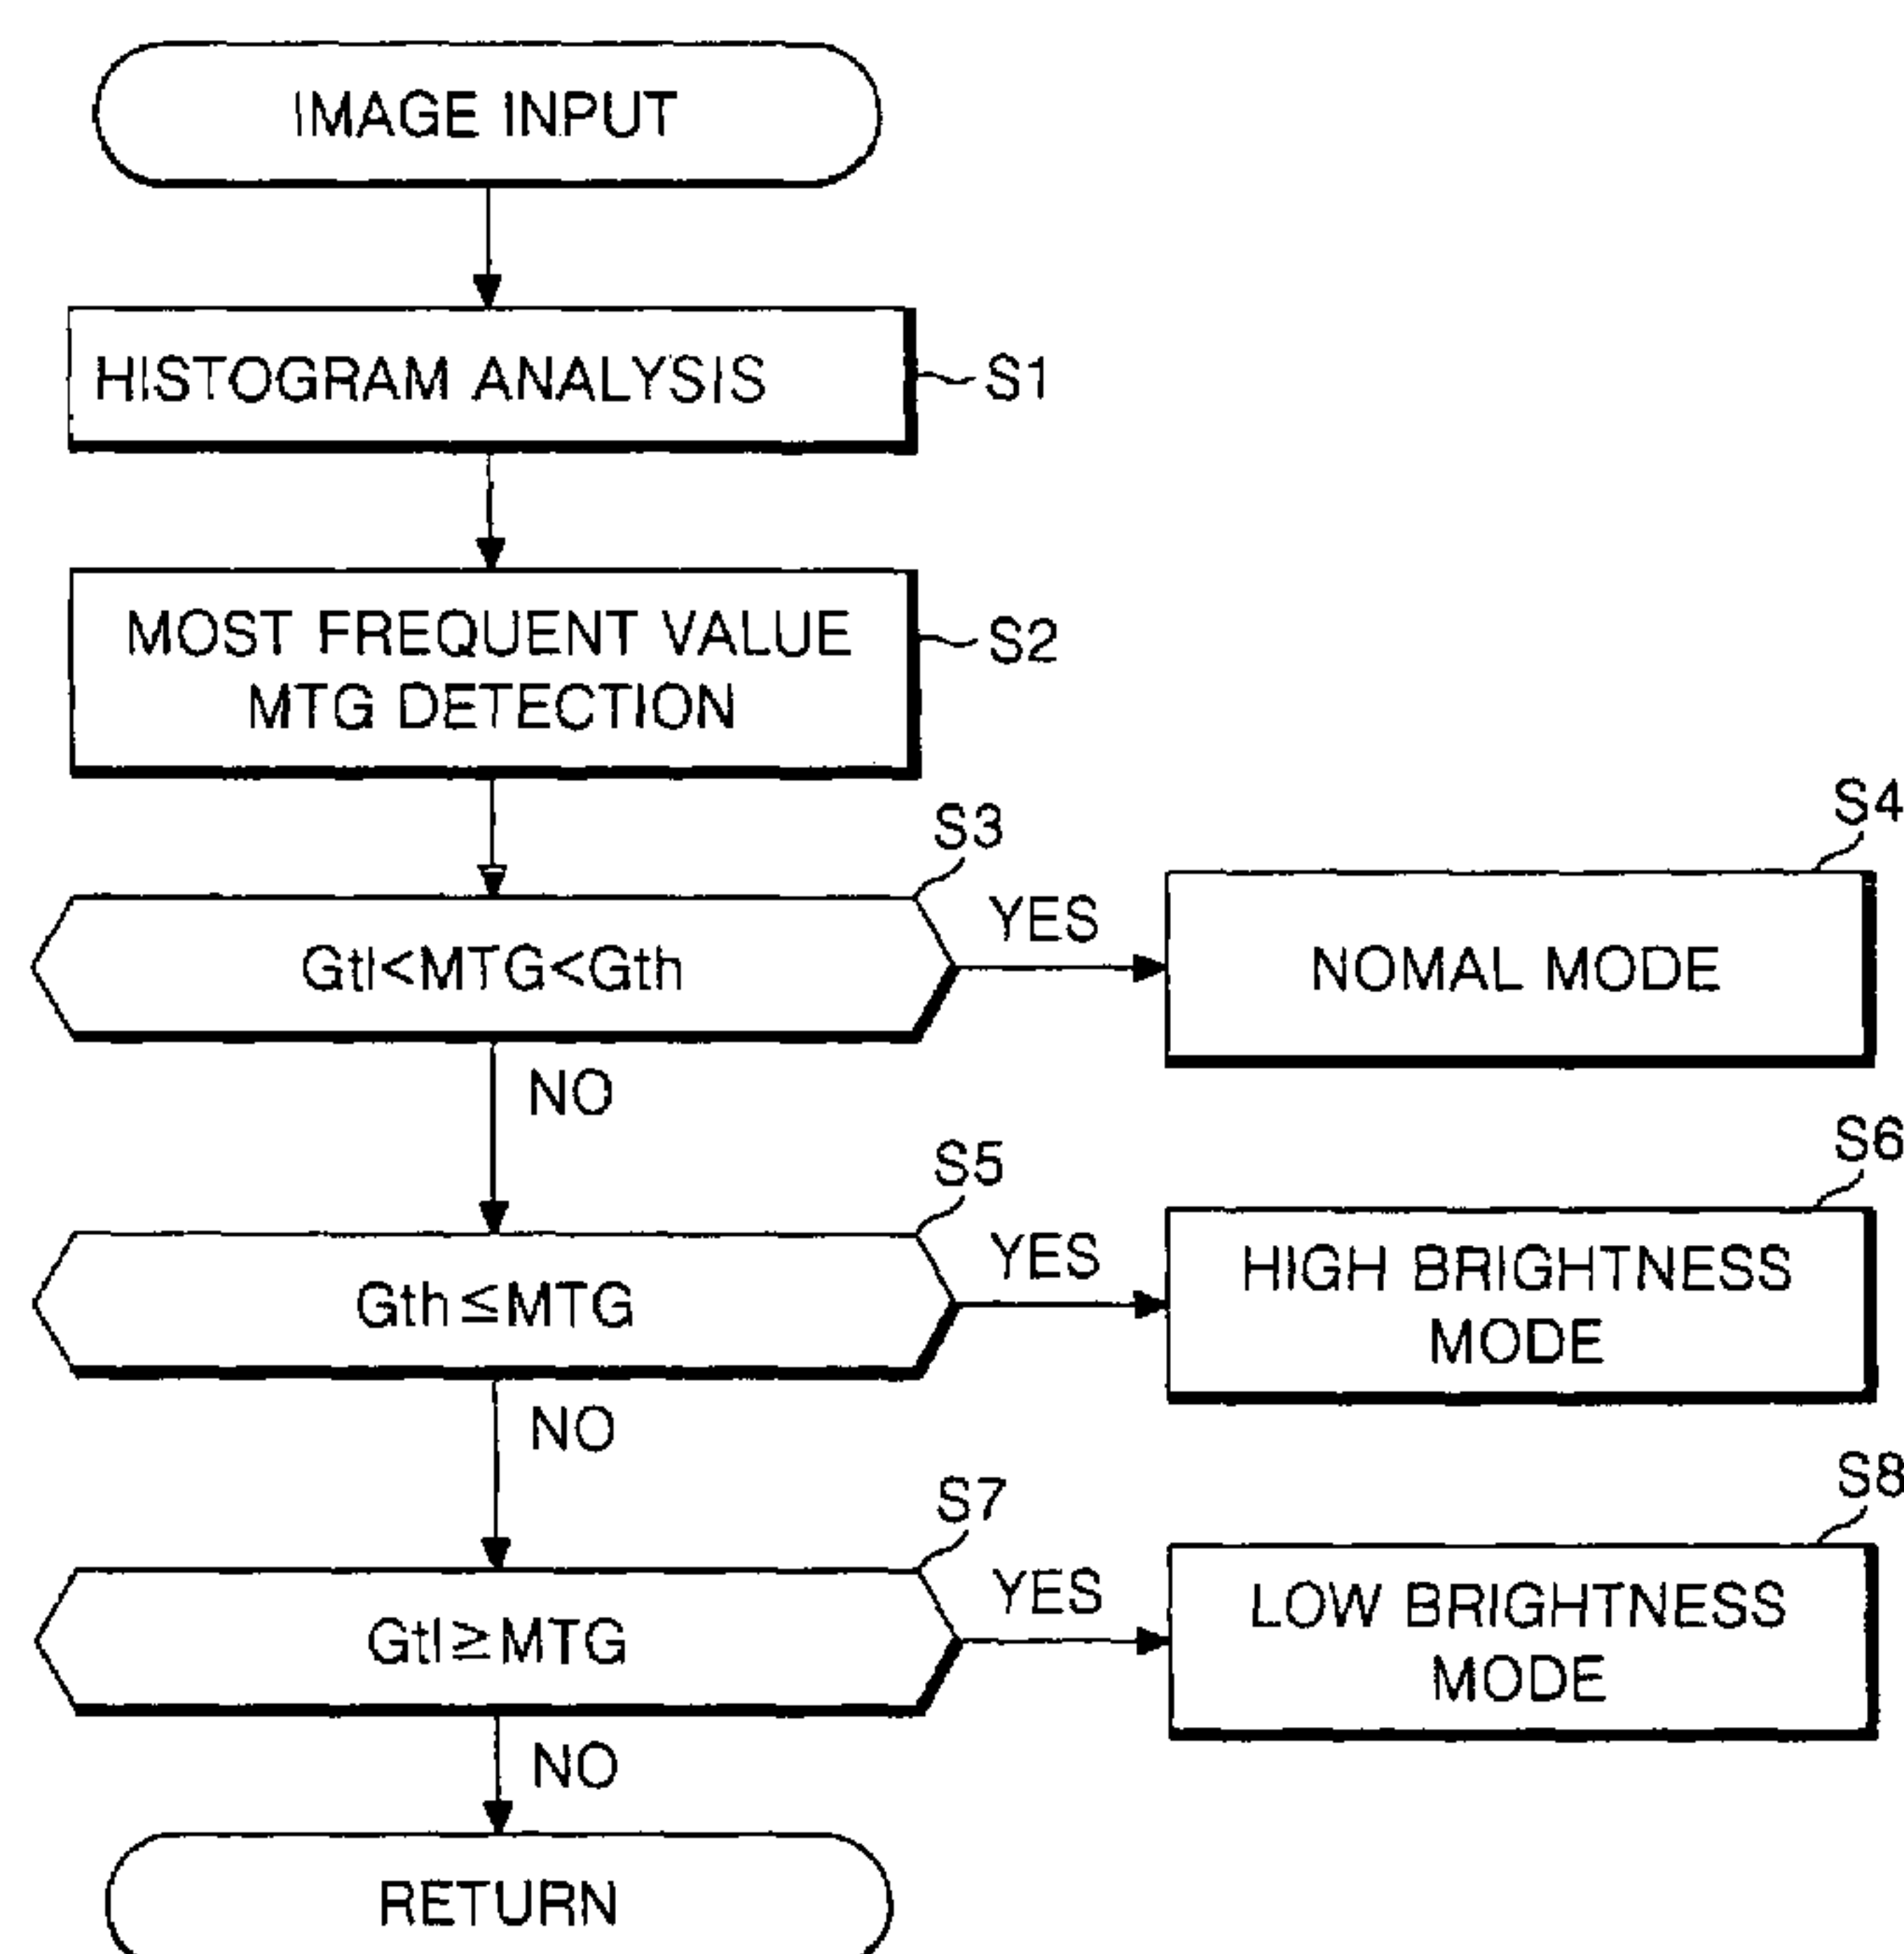 IMAGE INPUT
HISTOGRAM ANALYSIS
S1
MOST FREQUENT VALUE
MTG DETECTION
S2
S3
Gtl<MTG<Gth
YES
S4
NOMAL MODE
NO
S5
Gth≤MTG
YES
S6
HIGH BRIGHTNESS
MODE
NO
S7
Gtl≥MTG
YES
S8
LOW BRIGHTNESS
MODE
NO
RETURN